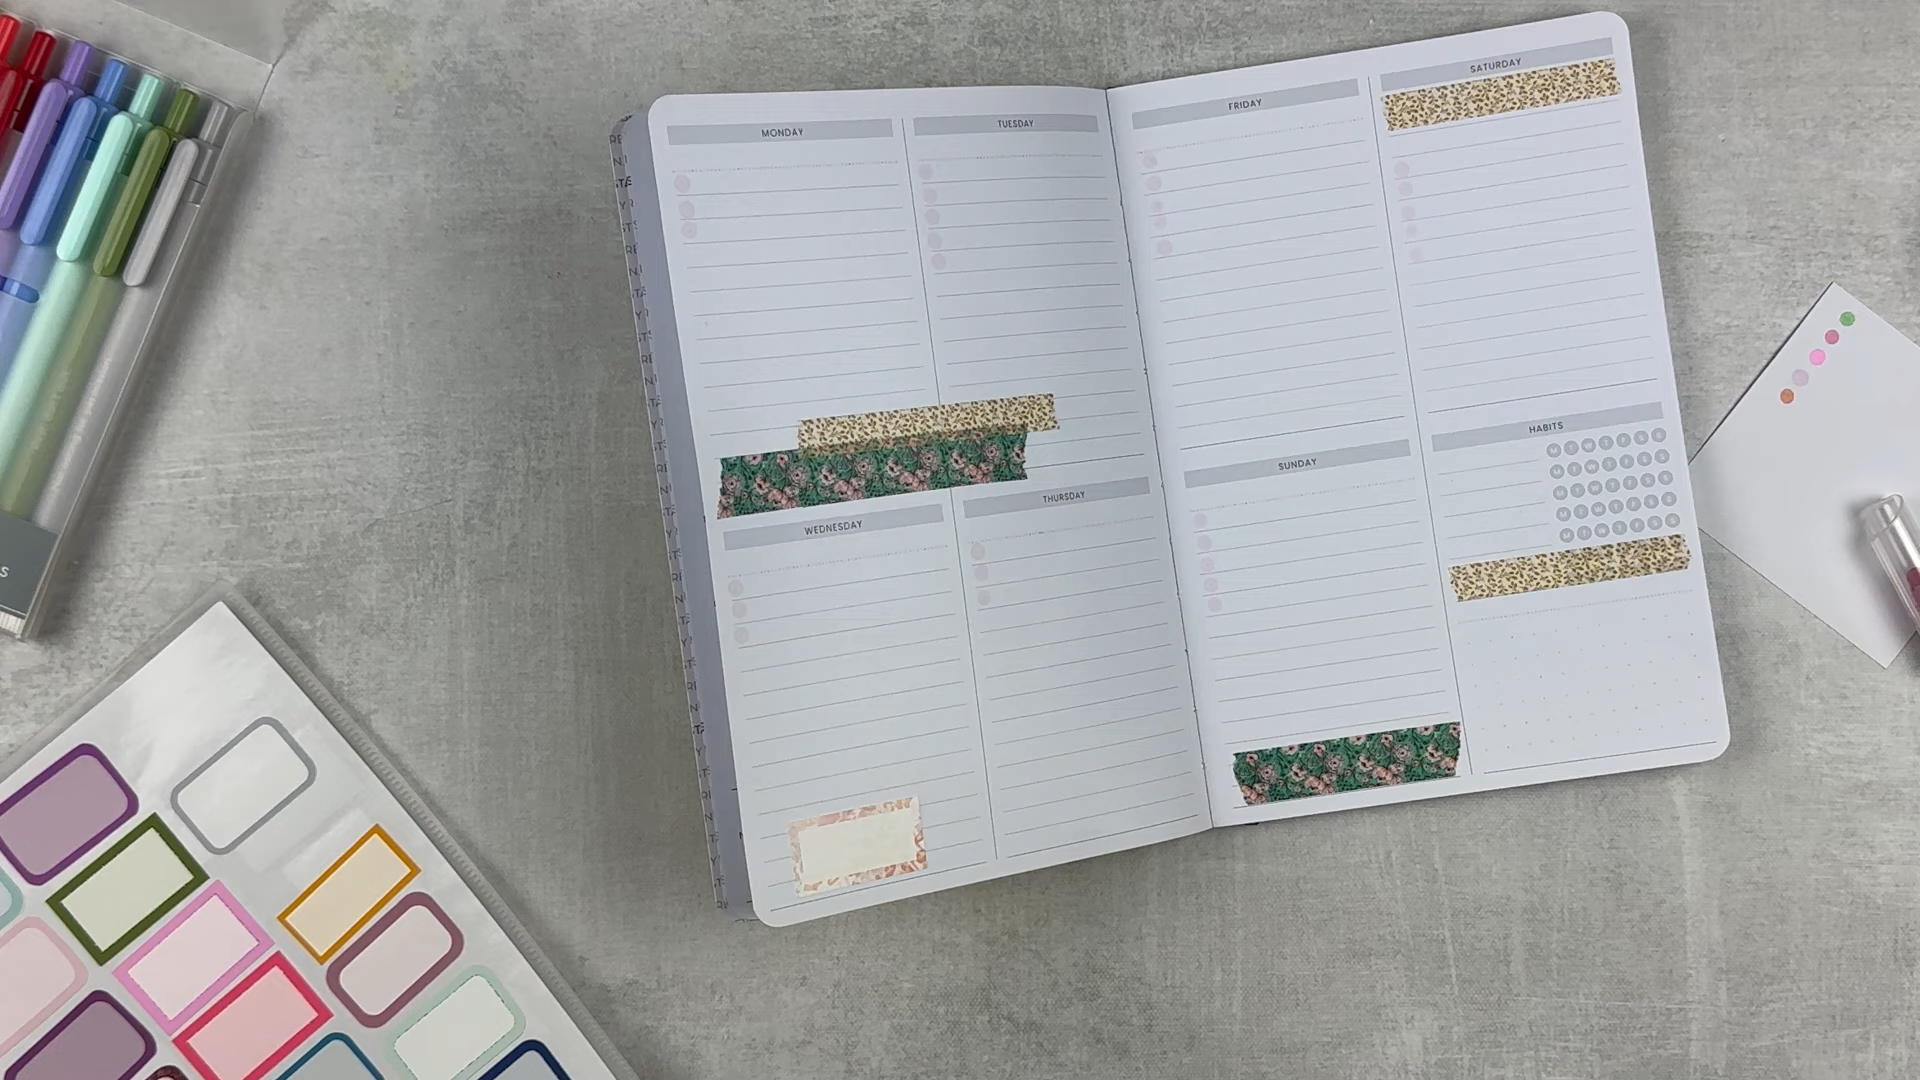 MONDAY
TUESDAY
WEDNESDAY
THURSDAY
FRIDAY
SATURDAY
SUNDAY
HABITS
M T W T F S S
M T W T F S S
M T W T F S S
M T W T F S S
M T W T F S S